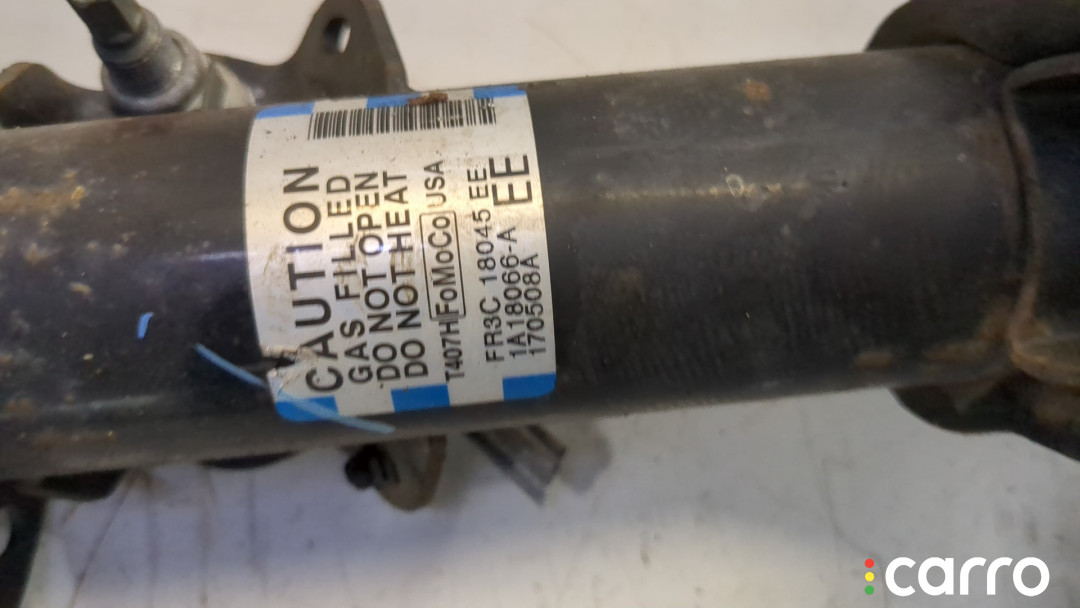 CAUTION
GAS FILLED
DO NOT OPEN
DO NOT HEAT
T407H FoMoCo USA
FR3C 18045 EE
1A18066-A
170508A
EE
carro